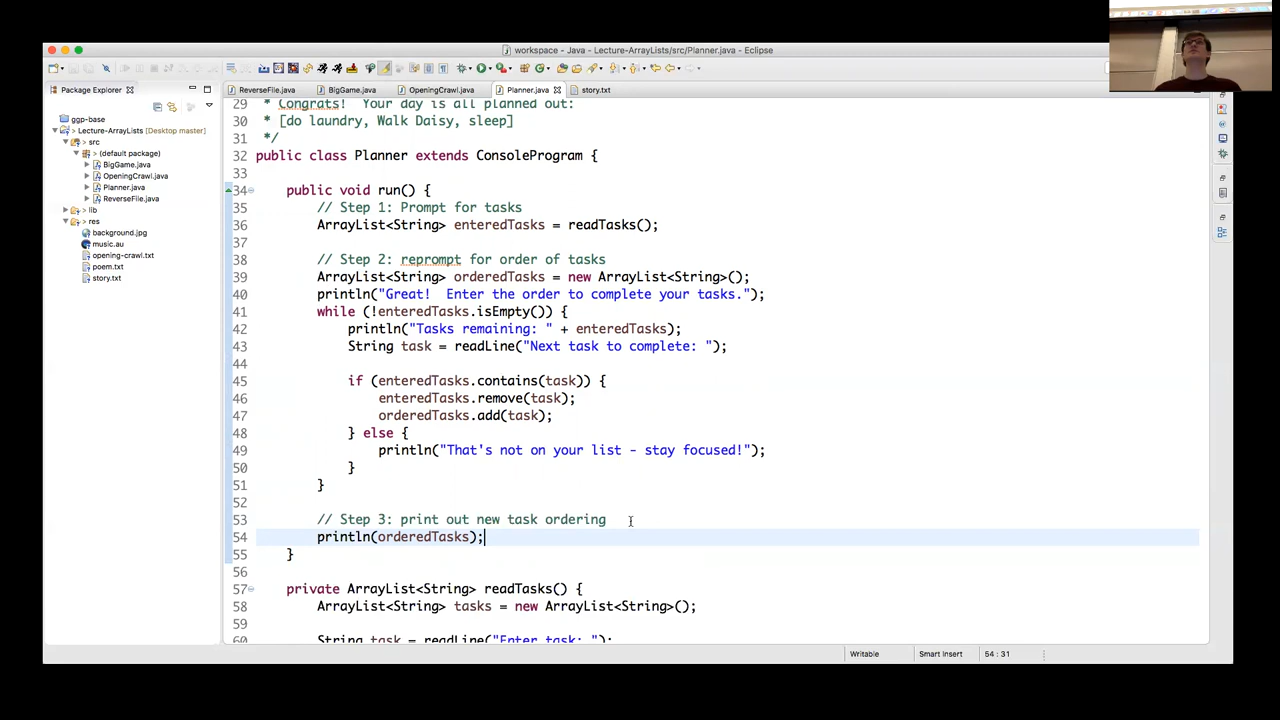 workspace - Java - Lecture-ArrayLists/src/Planner.java - Eclipse
Package Explorer
ggp-base
Lecture-ArrayLists [Desktop master]
src
(default package)
BigGame.java
OpeningCrawl.java
Planner.java
ReverseFile.java
lib
res
background.jpg
music.au
opening-crawl.txt
poem.txt
story.txt
ReverseFile.java BigGame.java OpeningCrawl.java Planner.java story.txt
29 * Congrats!  Your day is all planned out:
30 * [do laundry, Walk Daisy, sleep]
31 */
32 public class Planner extends ConsoleProgram {
33
34 public void run() {
35 // Step 1: Prompt for tasks
36 ArrayList<String> enteredTasks = readTasks();
37
38 // Step 2: reprompt for order of tasks
39 ArrayList<String> orderedTasks = new ArrayList<String>();
40 println("Great!  Enter the order to complete your tasks.");
41 while (!enteredTasks.isEmpty()) {
42 println("Tasks remaining: " + enteredTasks);
43 String task = readLine("Next task to complete: ");
44
45 if (enteredTasks.contains(task)) {
46 enteredTasks.remove(task);
47 orderedTasks.add(task);
48 } else {
49 println("That's not on your list - stay focused!");
50 }
51 }
52
53 // Step 3: print out new task ordering
54 println(orderedTasks);
55 }
56
57 private ArrayList<String> readTasks() {
58 ArrayList<String> tasks = new ArrayList<String>();
59
60 String task = readLine("Enter task: ");
Writable Smart Insert 54 : 31